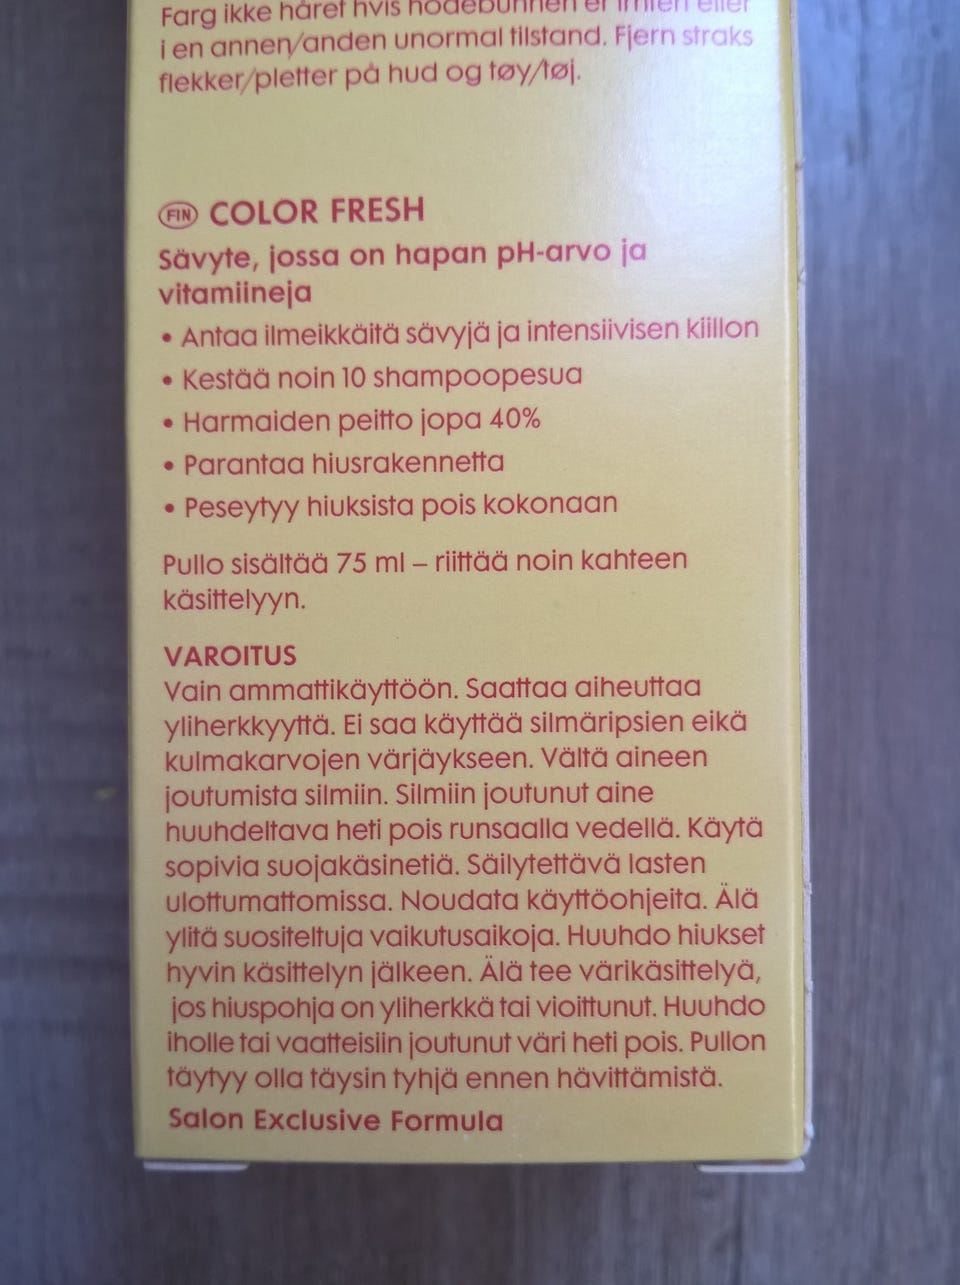 Farg ikke håret hvis hodebunnen er irritert eller
i en annen/anden unormal tilstand. Fjern straks
flekker/pletter på hud og tøy/tøj.
FIN COLOR FRESH
Sävyte, jossa on hapan pH-arvo ja
vitamiineja
• Antaa ilmeikkäitä sävyjä ja intensiivisen kiillon
• Kestää noin 10 shampoopesua
• Harmaiden peitto jopa 40%
• Parantaa hiusrakennetta
• Peseytyy hiuksista pois kokonaan
Pullo sisältää 75 ml – riittää noin kahteen
käsittelyyn.
VAROITUS
Vain ammattikäyttöön. Saattaa aiheuttaa
yliherkkyyttä. Ei saa käyttää silmäripsien eikä
kulmakarvojen värjäykseen. Vältä aineen
joutumista silmiin. Silmiin joutunut aine
huuhdeltava heti pois runsaalla vedellä. Käytä
sopivia suojakäsinetiä. Säilytettävä lasten
ulottumattomissa. Noudata käyttöohjeita. Älä
ylitä suositeltuja vaikutusaikoja. Huuhdo hiukset
hyvin käsittelyn jälkeen. Älä tee värikäsittelyä,
jos hiuspohja on yliherkkä tai vioittunut. Huuhdo
iholle tai vaatteisiin joutunut väri heti pois. Pullon
täytyy olla täysin tyhjä ennen hävittämistä.
Salon Exclusive Formula